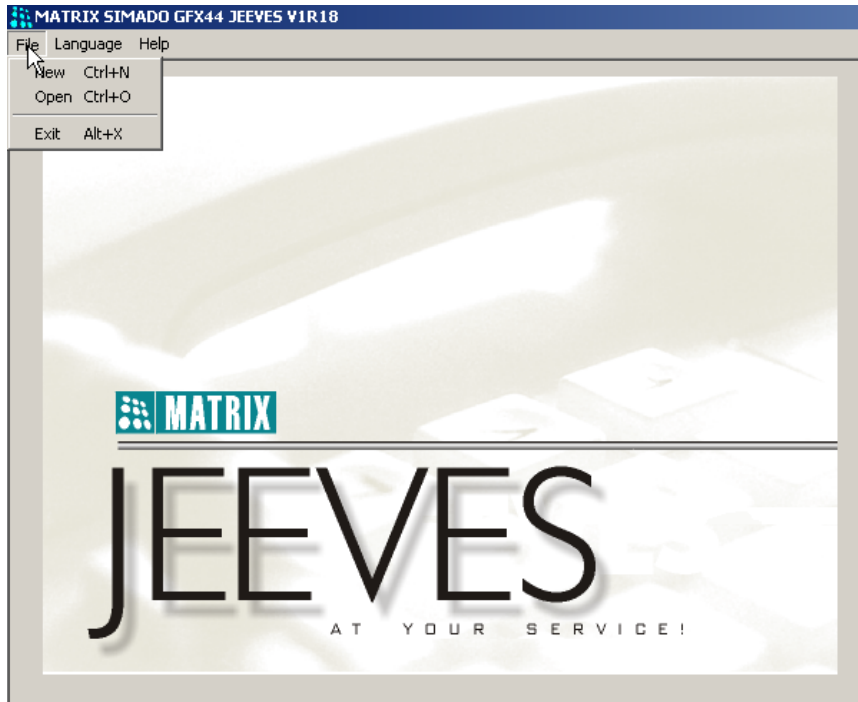 MATRIX SIMADO GFX44 JEEVES V1R18
File Language Help
New Ctrl+N
Open Ctrl+O
Exit Alt+X
MATRIX
JEEVES
AT YOUR SERVICE!